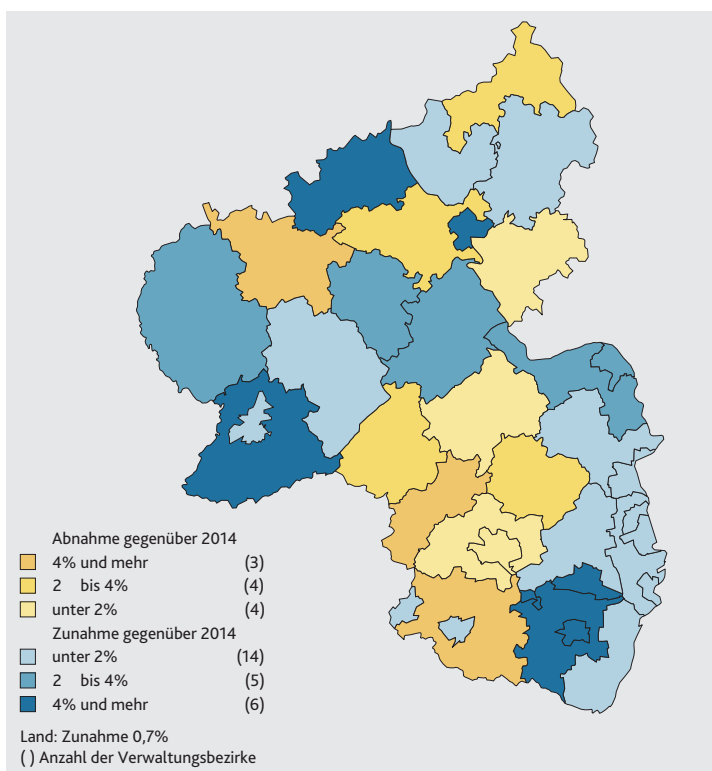 Abnahme gegenüber 2014
4% und mehr (3)
2 bis 4% (4)
unter 2% (4)
Zunahme gegenüber 2014
unter 2% (14)
2 bis 4% (5)
4% und mehr (6)
Land: Zunahme 0,7%
( ) Anzahl der Verwaltungsbezirke